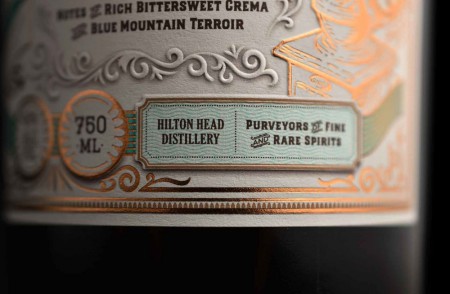 NOTES OF RICH BITTERSWEET CREMA
AND BLUE MOUNTAIN TERROIR
750
ML
HILTON HEAD
DISTILLERY
PURVEYORS OF FINE
AND RARE SPIRITS